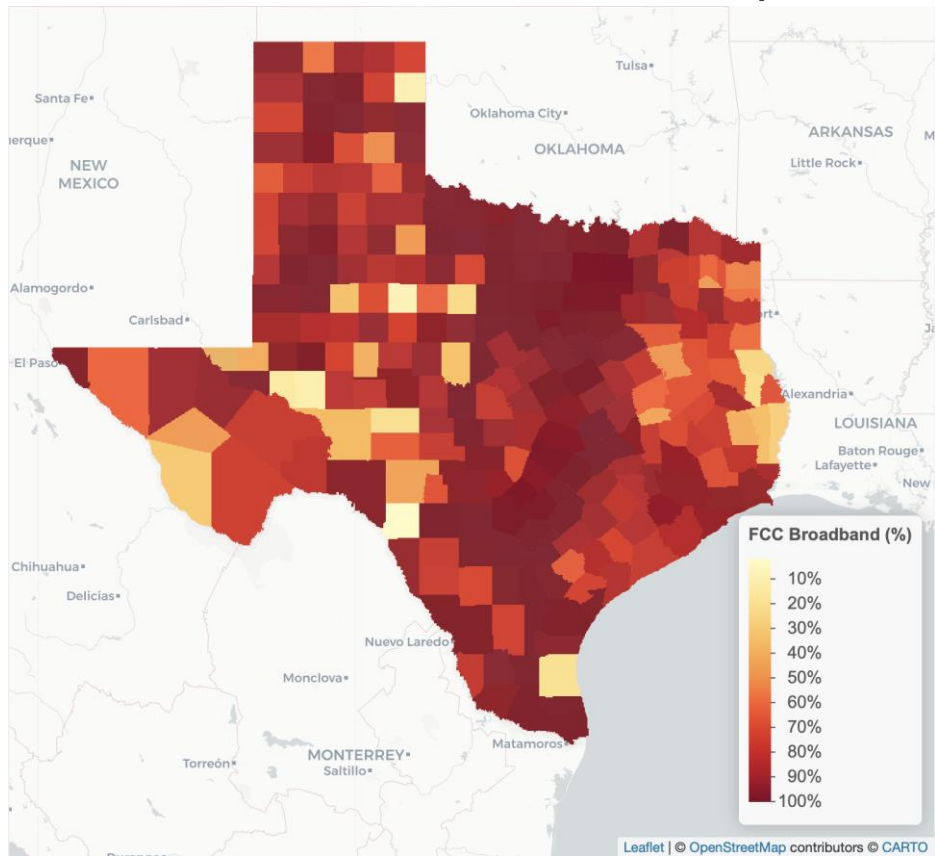 Tulsa
Santa Fe
Oklahoma City
ARKANSAS
erque
OKLAHOMA
NEW
MEXICO
Little Rock
Alamogordo
Carlsbad
ort
El Paso
Alexandria
LOUISIANA
Baton Rouge
Lafayette
New
FCC Broadband (%)
10%
20%
30%
40%
50%
60%
70%
80%
90%
100%
Chihuahua
Delicias
Nuevo Laredo
Monclova
Matamoros
MONTERREY
Torreón
Saltillo
Leaflet | © OpenStreetMap contributors © CARTO